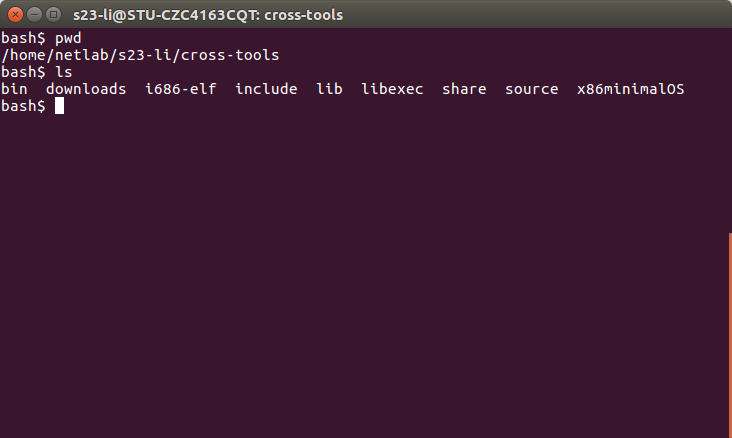 s23-li@STU-CZC4163CQT: cross-tools
bash$ pwd
/home/netlab/s23-li/cross-tools
bash$ ls
bin  downloads  i686-elf  include  lib  libexec  share  source  x86minimalOS
bash$